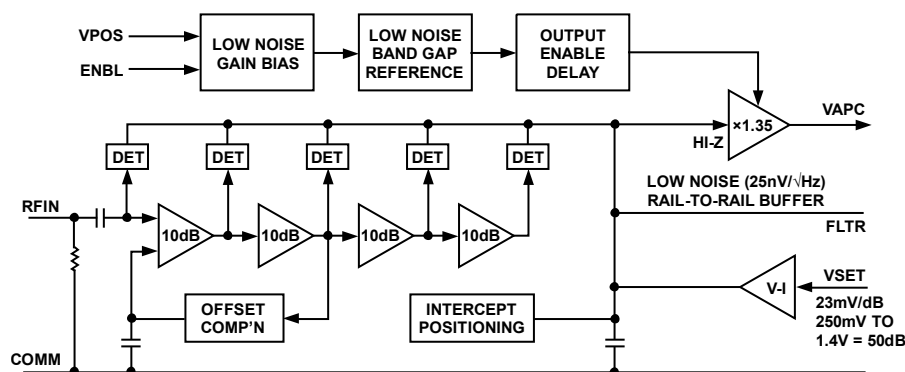 VPOS
ENBL
LOW NOISE
GAIN BIAS
LOW NOISE
BAND GAP
REFERENCE
OUTPUT
ENABLE
DELAY
×1.35
HI-Z
VAPC
DET
DET
DET
DET
DET
LOW NOISE (25nV/√Hz)
RAIL-TO-RAIL BUFFER
FLTR
RFIN
10dB
10dB
10dB
10dB
OFFSET
COMP'N
INTERCEPT
POSITIONING
V-I
VSET
23mV/dB
250mV TO
1.4V = 50dB
COMM